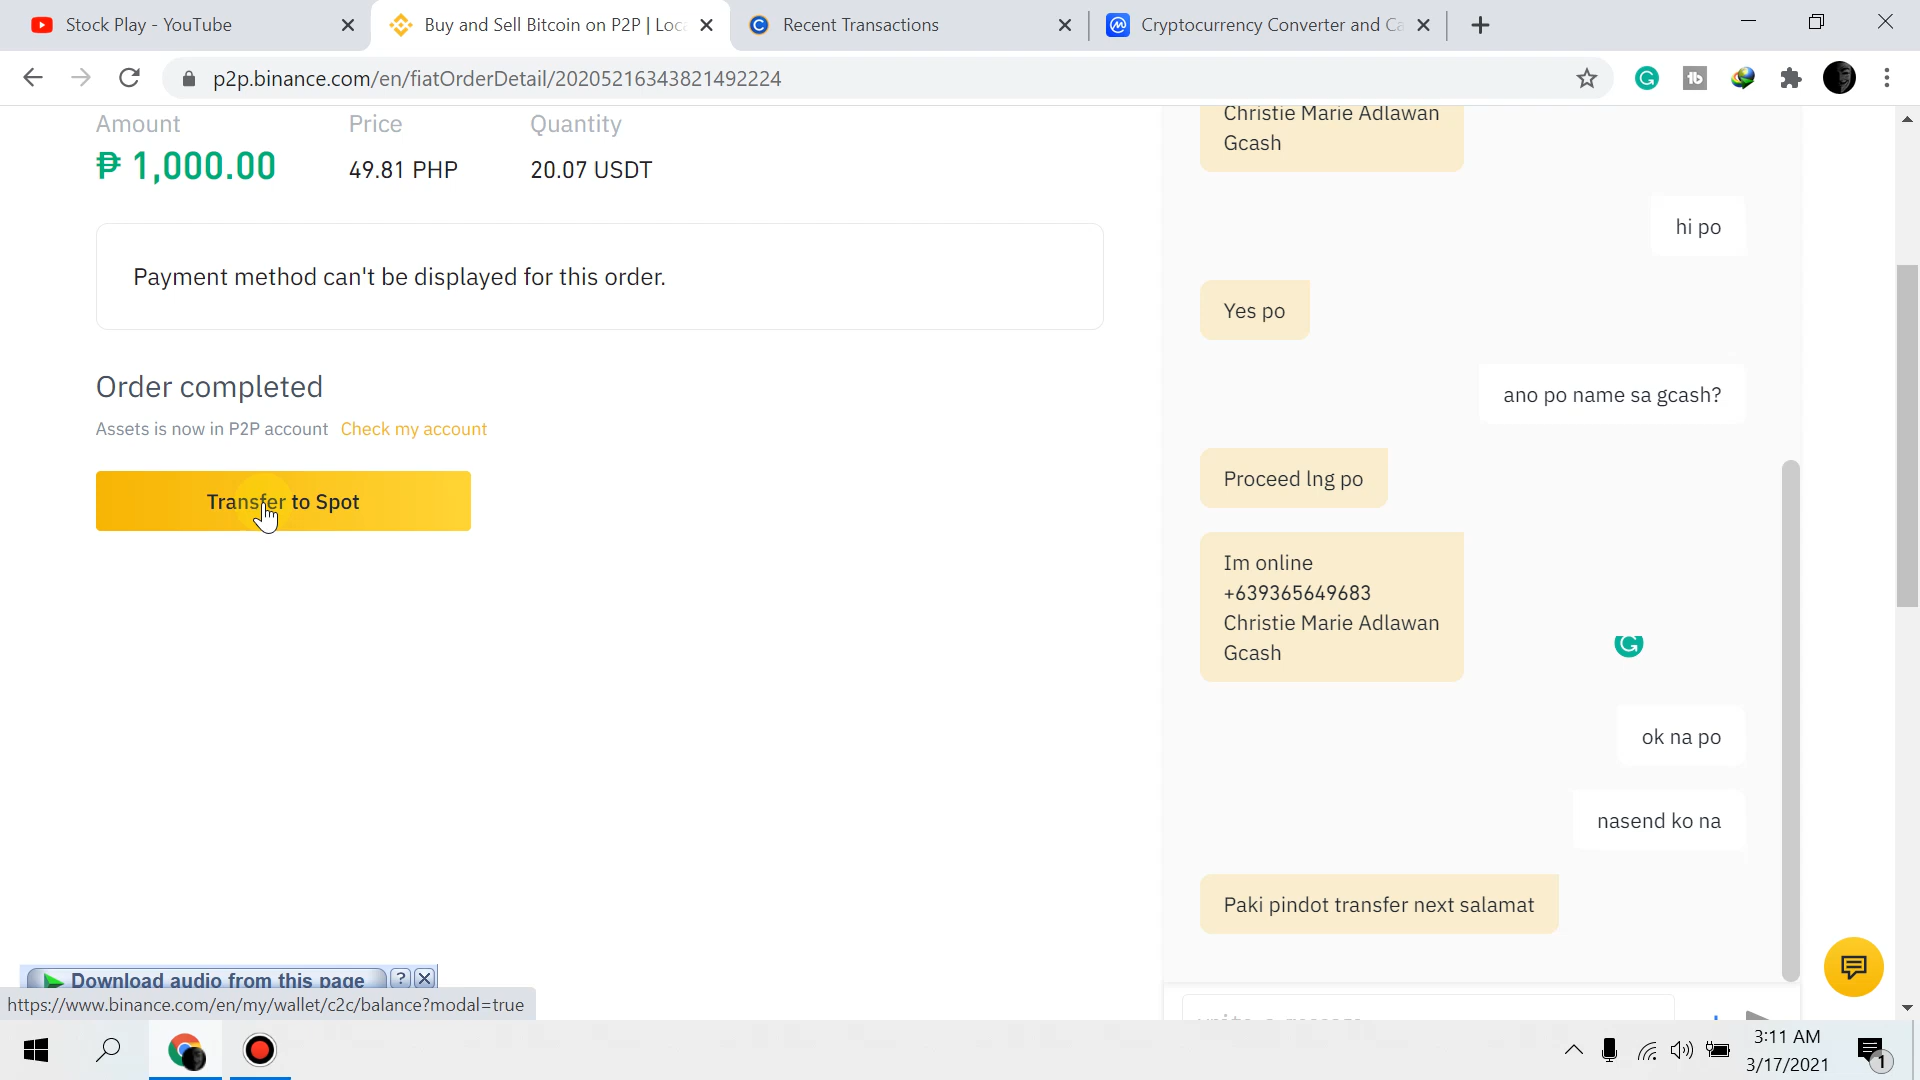 Stock Play - YouTube
Buy and Sell Bitcoin on P2P | Loc
Recent Transactions
Cryptocurrency Converter and Ca
p2p.binance.com/en/fiatOrderDetail/20205216343821492224
Amount Price Quantity
₱ 1,000.00 49.81 PHP 20.07 USDT
Payment method can't be displayed for this order.
Order completed
Assets is now in P2P account Check my account
Transfer to Spot
Christie Marie Adlawan
Gcash
hi po
Yes po
ano po name sa gcash?
Proceed lng po
Im online
+639365649683
Christie Marie Adlawan
Gcash
ok na po
nasend ko na
Paki pindot transfer next salamat
Download audio from this page ?
https://www.binance.com/en/my/wallet/c2c/balance?modal=true
3:11 AM
3/17/2021
1